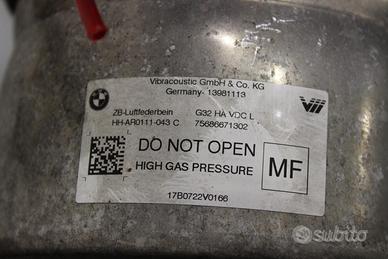 Vibracoustic GmbH & Co. KG
Germany- 13981113
ZB-Luftfederbein G32 HA VDC L
HH-AR0111-043 C 75686671302
DO NOT OPEN
HIGH GAS PRESSURE
MF
17B0722V0166
subito